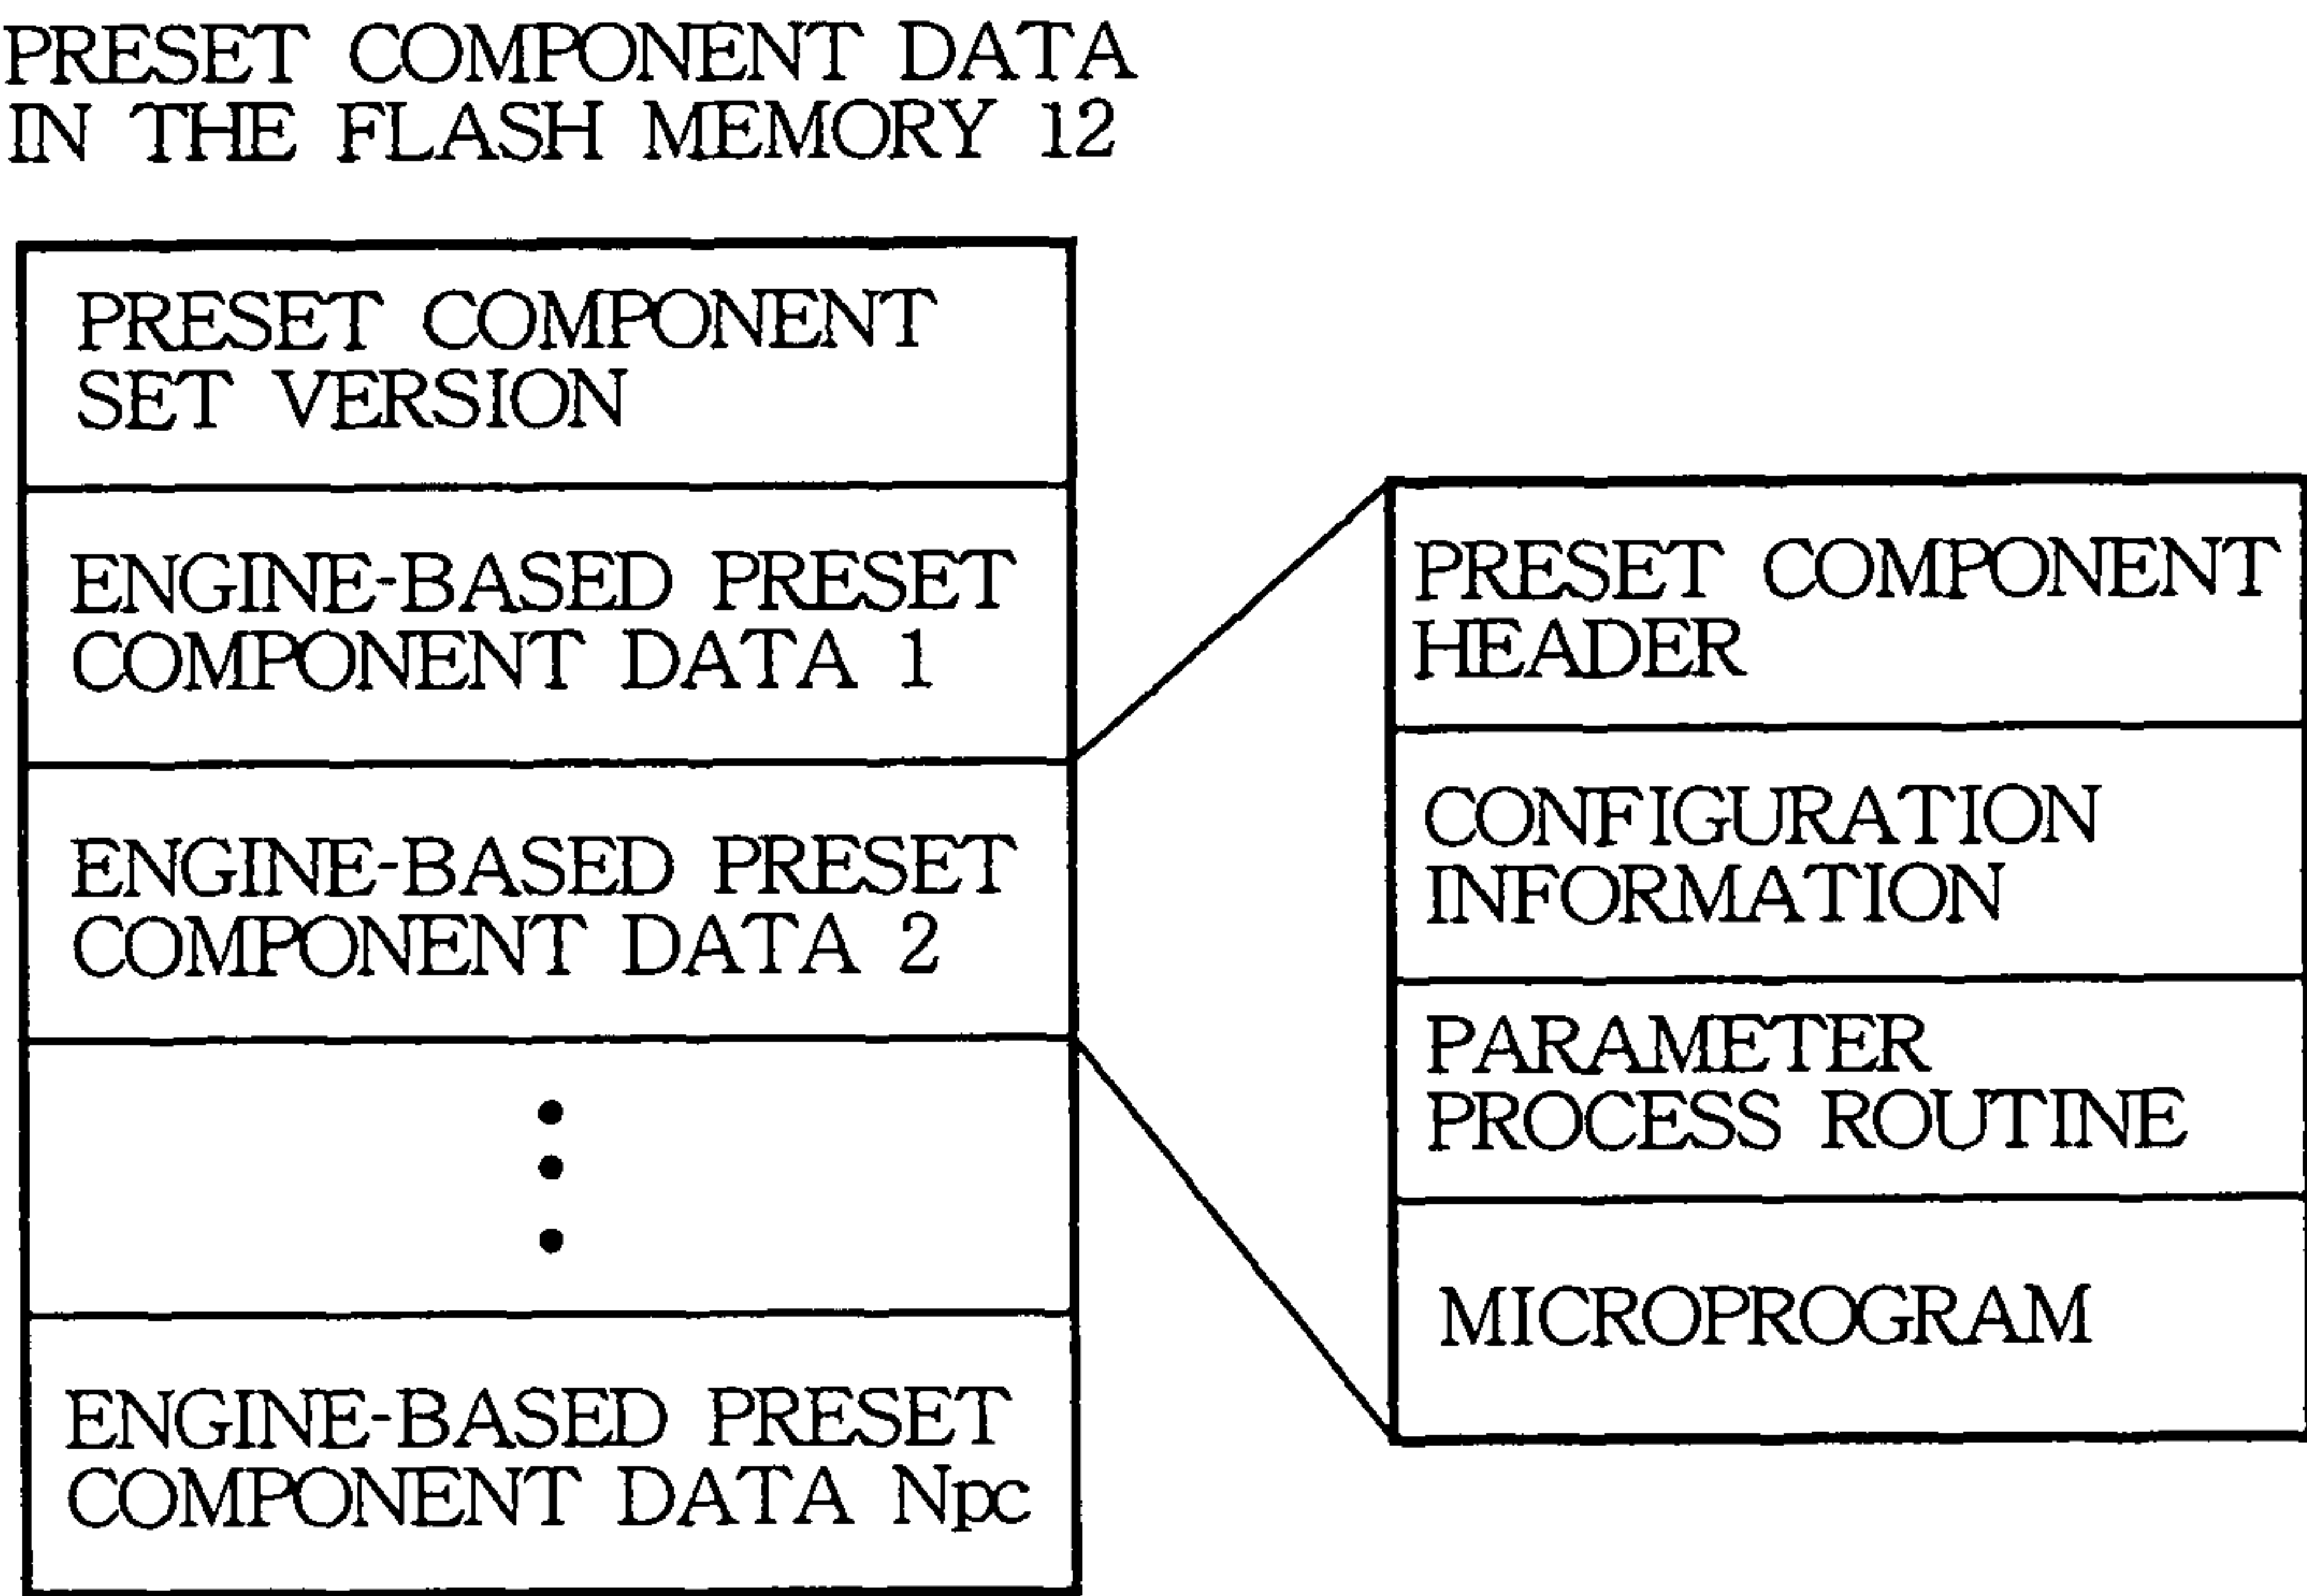 PRESET COMPONENT DATA
IN THE FLASH MEMORY 12
PRESET COMPONENT
SET VERSION
ENGINE-BASED PRESET
COMPONENT DATA 1
ENGINE-BASED PRESET
COMPONENT DATA 2
ENGINE-BASED PRESET
COMPONENT DATA Npc
PRESET COMPONENT
HEADER
CONFIGURATION
INFORMATION
PARAMETER
PROCESS ROUTINE
MICROPROGRAM